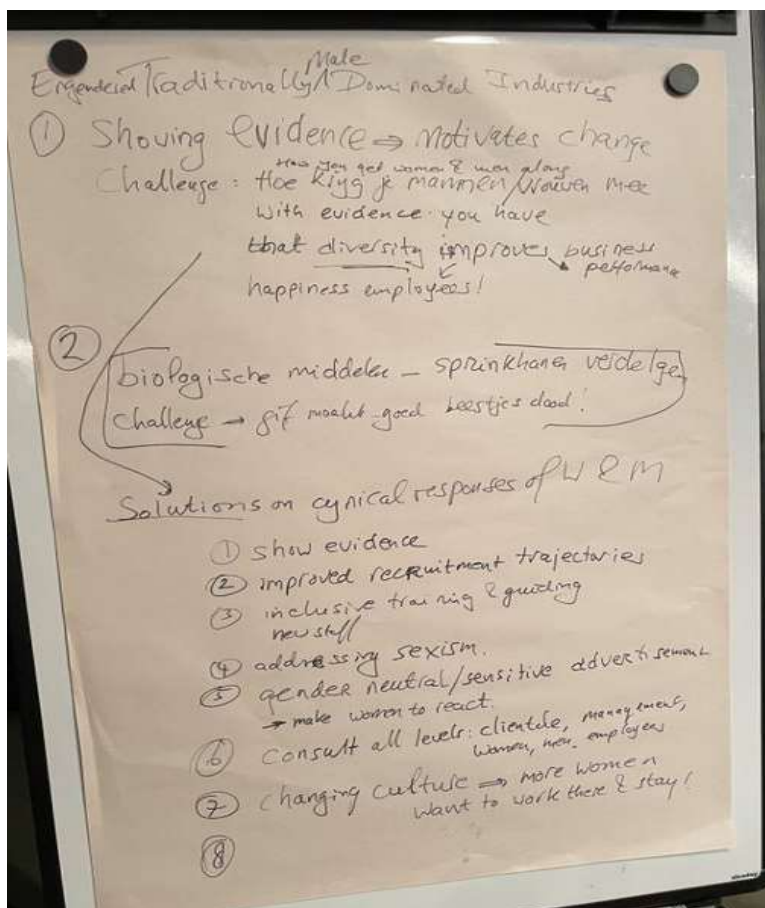 Male
Engendered Traditionally Dominated Industries
① Showing evidence ⇒ motivates change
How you get women & men along
Challenge: Hoe krijg je mannen/vrouwen mee
with evidence you have
that diversity improves business
performance
happiness employees!
②
biologische middelen – sprinkhanen verdelgen
Challenge → gif maakt goed beestjes dood!
Solutions on cynical responses of W & M
① show evidence
② improved recruitment trajectories
③ inclusive training & guiding
new staff
④ addressing sexism.
⑤ gender neutral/sensitive advertisement
→ make women to react.
⑥ consult all levels: clientele, management,
women, men, employees
⑦ changing culture ⇒ more women
want to work there & stay!
⑧